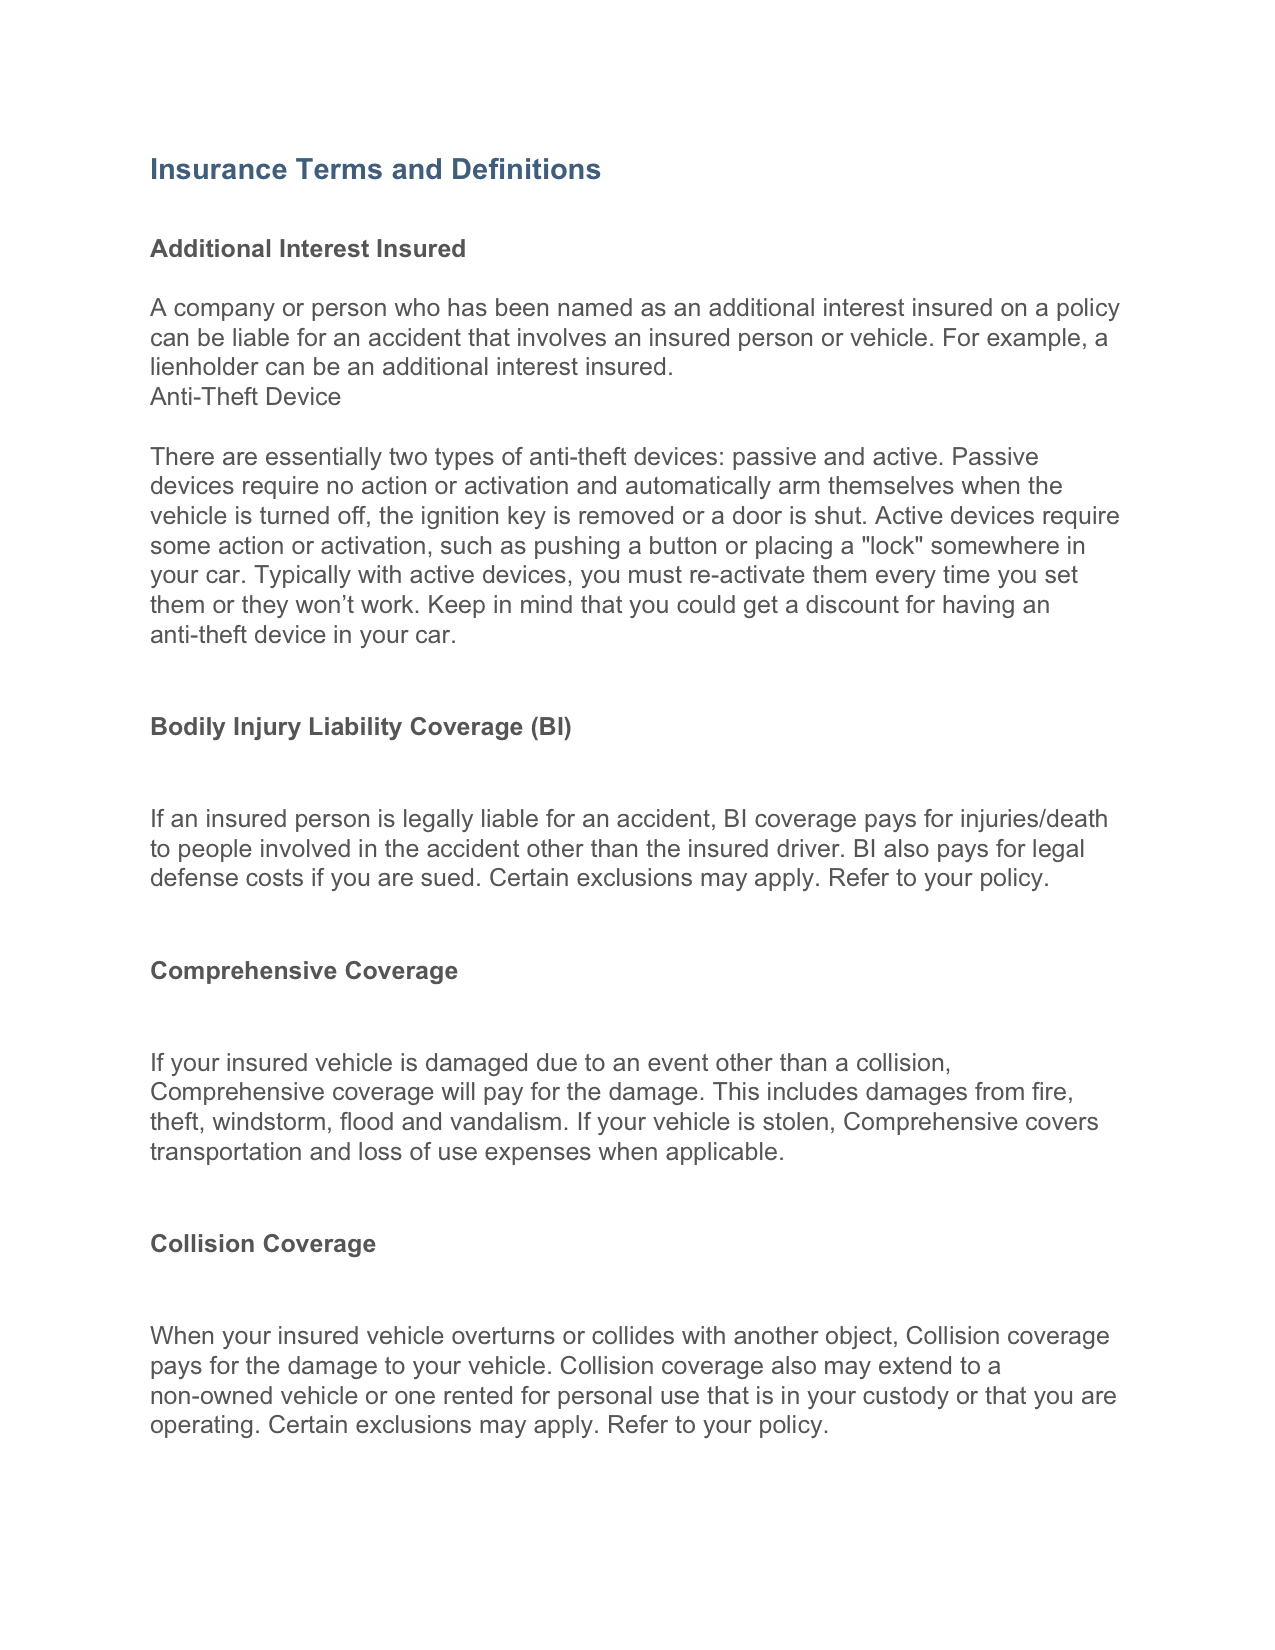 Insurance Terms and Definitions
Additional Interest Insured
A company or person who has been named as an additional interest insured on a policy
can be liable for an accident that involves an insured person or vehicle. For example, a
lienholder can be an additional interest insured.
Anti-Theft Device
There are essentially two types of anti-theft devices: passive and active. Passive
devices require no action or activation and automatically arm themselves when the
vehicle is turned off, the ignition key is removed or a door is shut. Active devices require
some action or activation, such as pushing a button or placing a "lock" somewhere in
your car. Typically with active devices, you must re-activate them every time you set
them or they won’t work. Keep in mind that you could get a discount for having an
anti-theft device in your car.
Bodily Injury Liability Coverage (BI)
If an insured person is legally liable for an accident, BI coverage pays for injuries/death
to people involved in the accident other than the insured driver. BI also pays for legal
defense costs if you are sued. Certain exclusions may apply. Refer to your policy.
Comprehensive Coverage
If your insured vehicle is damaged due to an event other than a collision,
Comprehensive coverage will pay for the damage. This includes damages from fire,
theft, windstorm, flood and vandalism. If your vehicle is stolen, Comprehensive covers
transportation and loss of use expenses when applicable.
Collision Coverage
When your insured vehicle overturns or collides with another object, Collision coverage
pays for the damage to your vehicle. Collision coverage also may extend to a
non-owned vehicle or one rented for personal use that is in your custody or that you are
operating. Certain exclusions may apply. Refer to your policy.